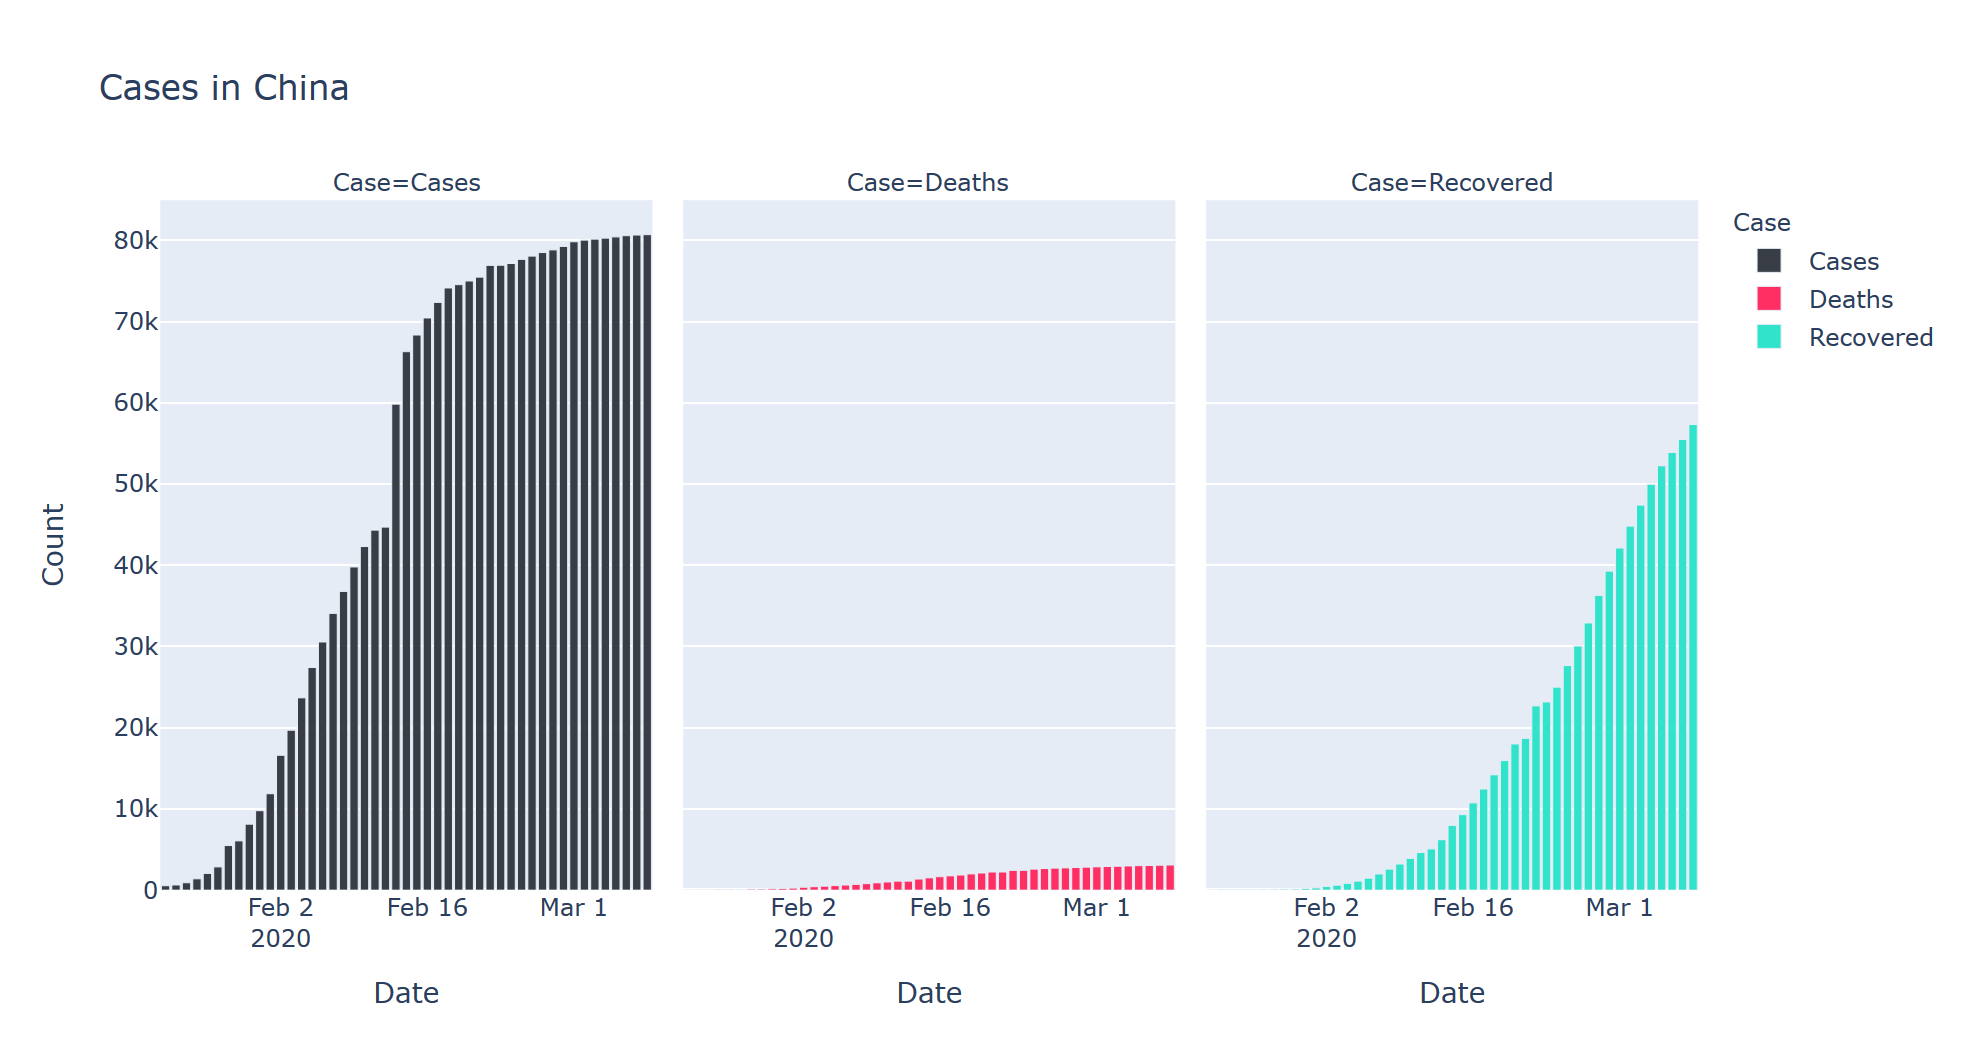 Cases in China
Case=Cases
Case=Deaths
Case=Recovered
Case
Cases
Deaths
Recovered
80k
70k
60k
50k
40k
30k
20k
10k
0
Count
Feb 2
2020
Feb 16
Mar 1
Feb 2
2020
Feb 16
Mar 1
Feb 2
2020
Feb 16
Mar 1
Date
Date
Date